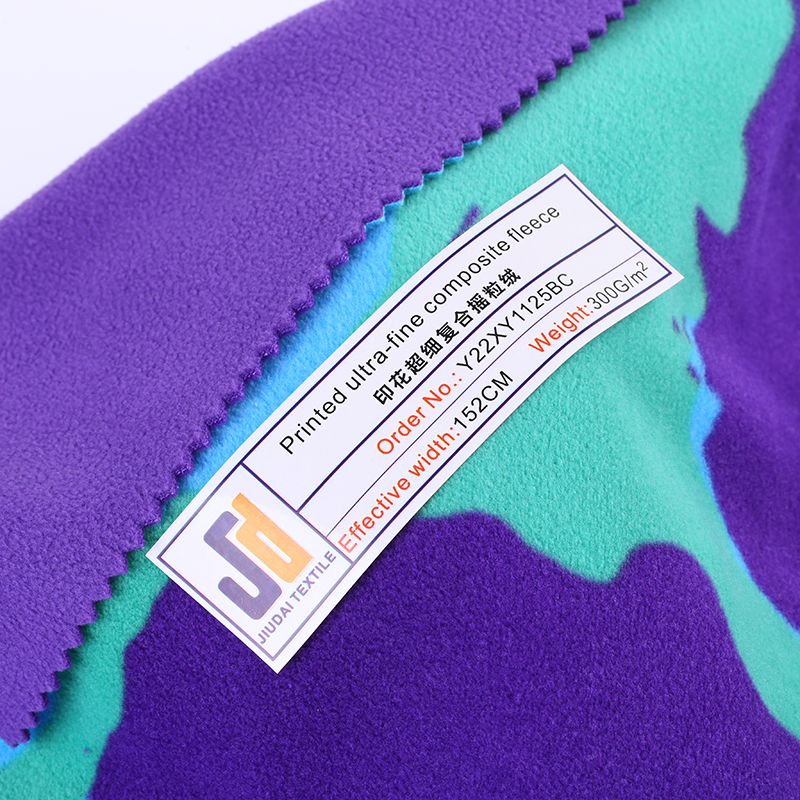 Printed ultra-fine composite fleece
印花超细复合摇粒绒
Order No.: Y22XY1125BC
Effective width:152CM Weight:300G/m²
Jd
JIUDAI TEXTILE